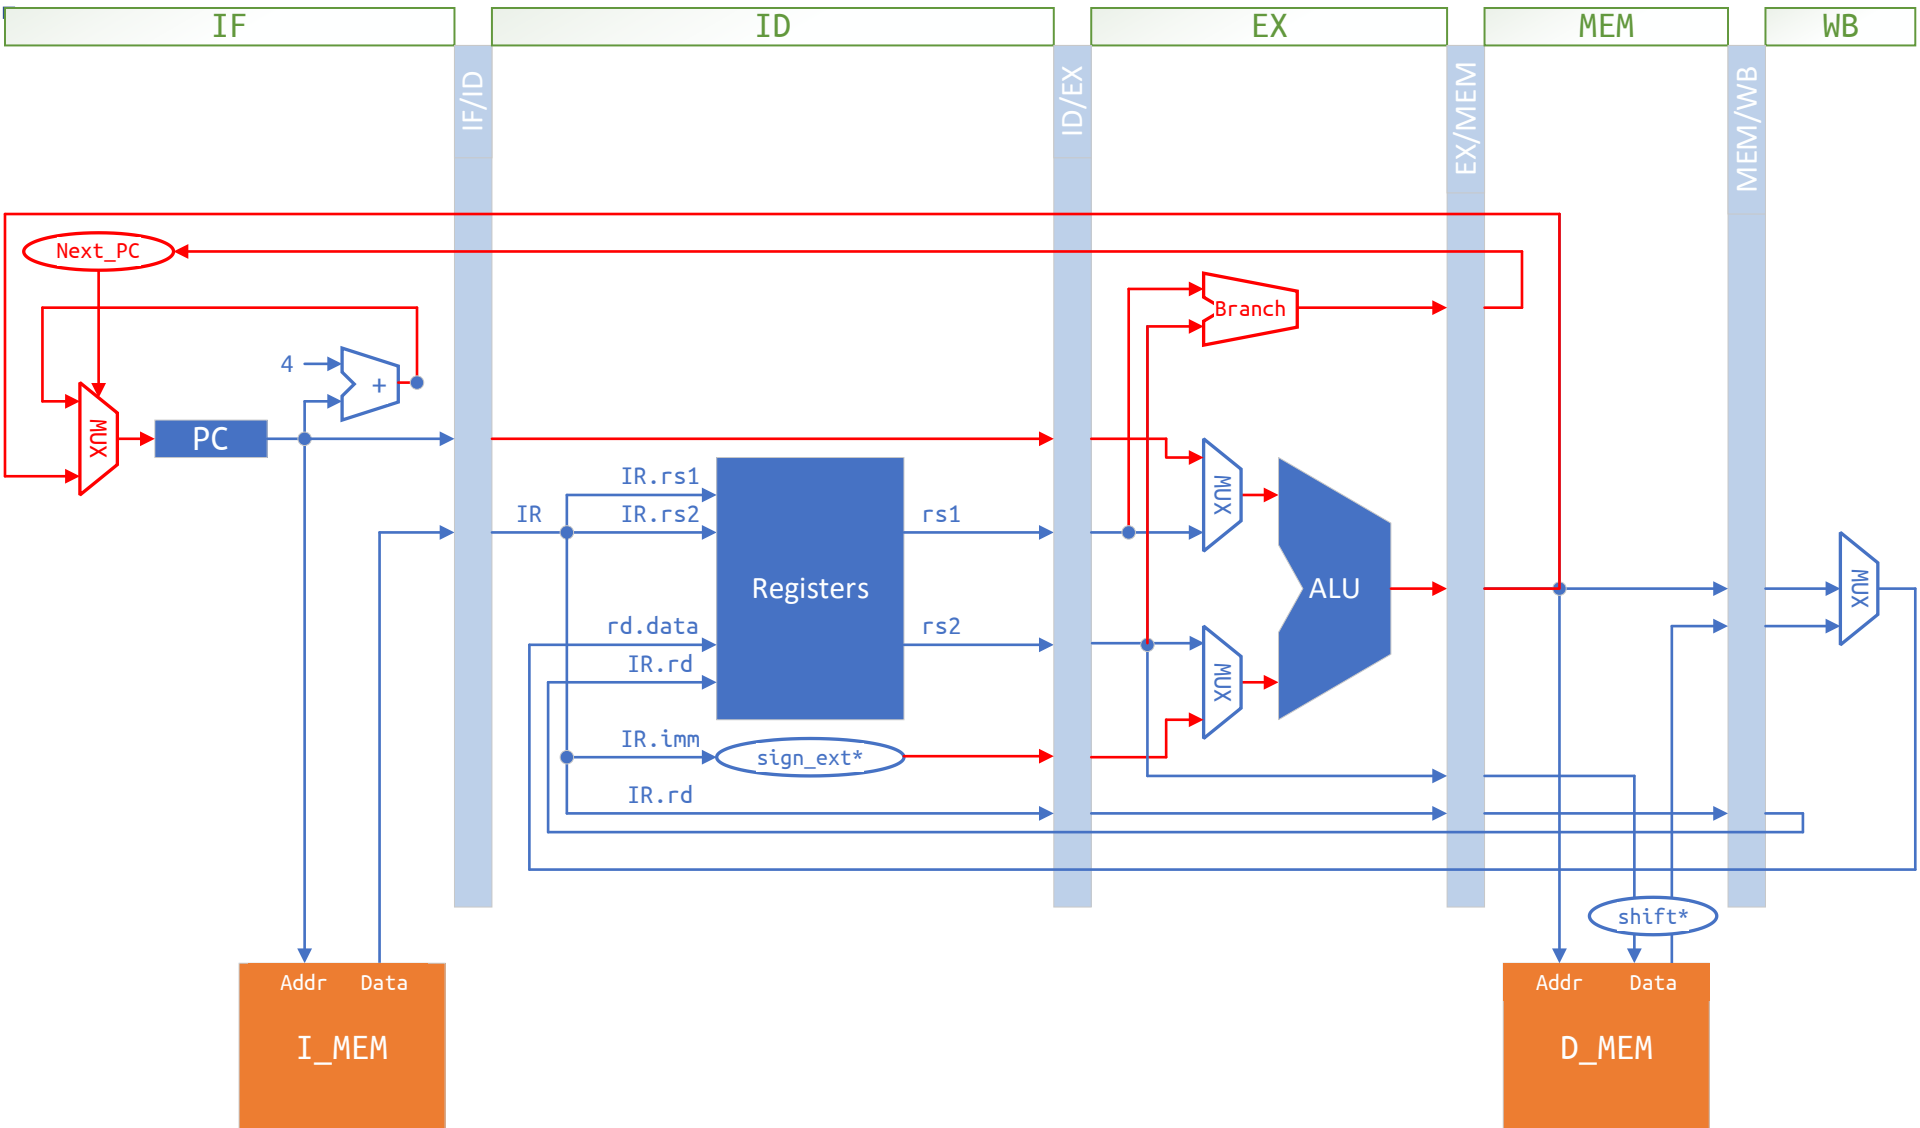 IF
ID
EX
MEM
WB
IF/ID
ID/EX
EX/MEM
MEM/WB
Next_PC
Branch
4
+
MUX
PC
IR.rs1
IR
IR.rs2
rs1
MUX
Registers
ALU
MUX
rd.data
rs2
IR.rd
MUX
IR.imm
sign_ext*
IR.rd
shift*
Addr Data
I_MEM
Addr Data
D_MEM